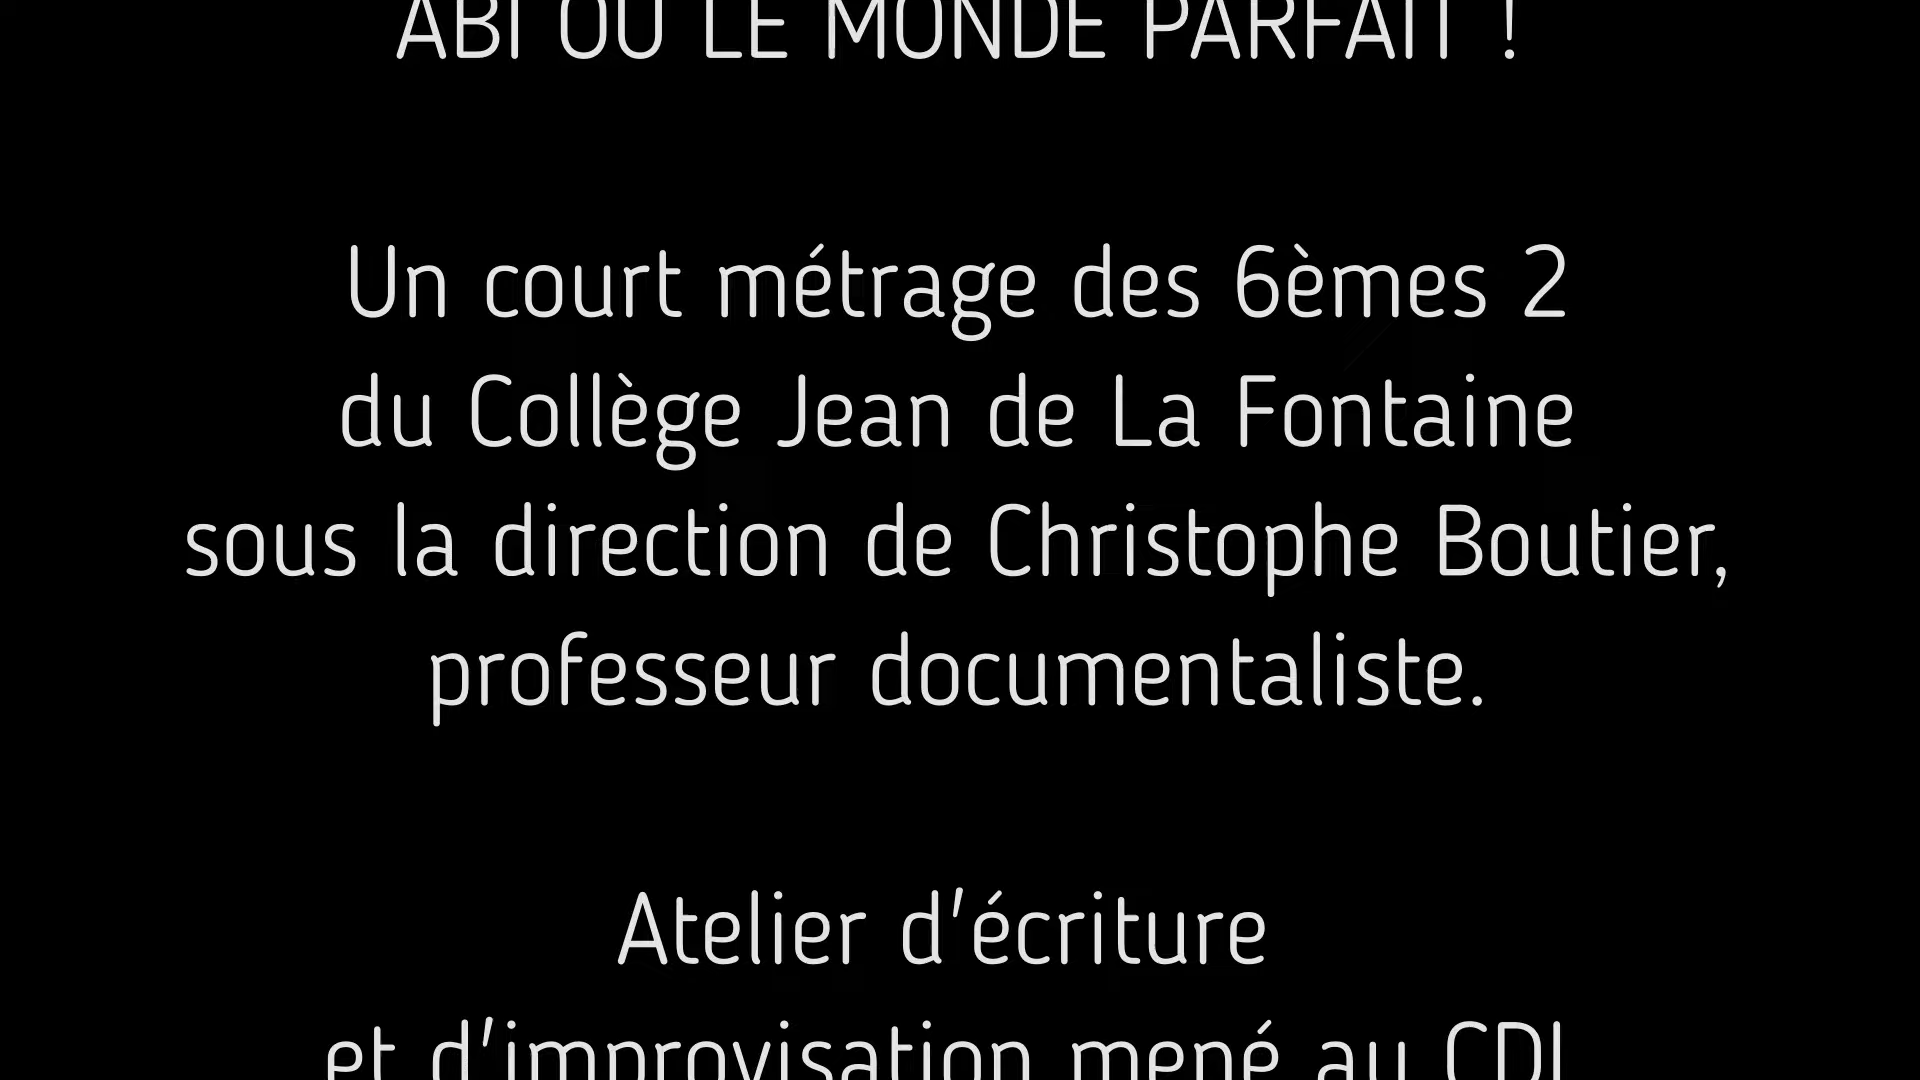 ABI OU LE MONDE PARFAIT !
Un court métrage des 6èmes 2
du Collège Jean de La Fontaine
sous la direction de Christophe Boutier,
professeur documentaliste.
Atelier d'écriture
et d'improvisation mené au CDI